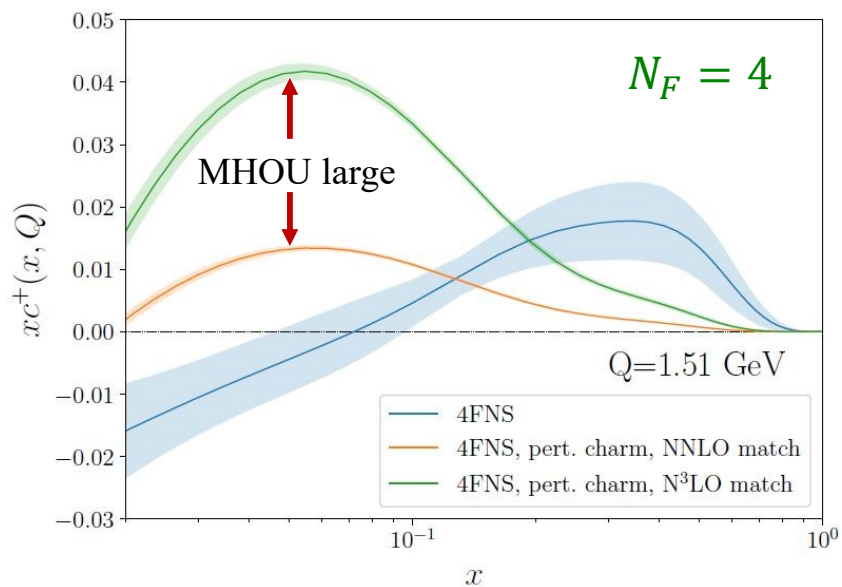 0.05
0.04
0.03
0.02
0.01
0.00
−0.01
−0.02
−0.03
xc⁺(x, Q)
N_F = 4
MHOU large
Q=1.51 GeV
4FNS
4FNS, pert. charm, NNLO match
4FNS, pert. charm, N³LO match
10⁻¹
10⁰
x